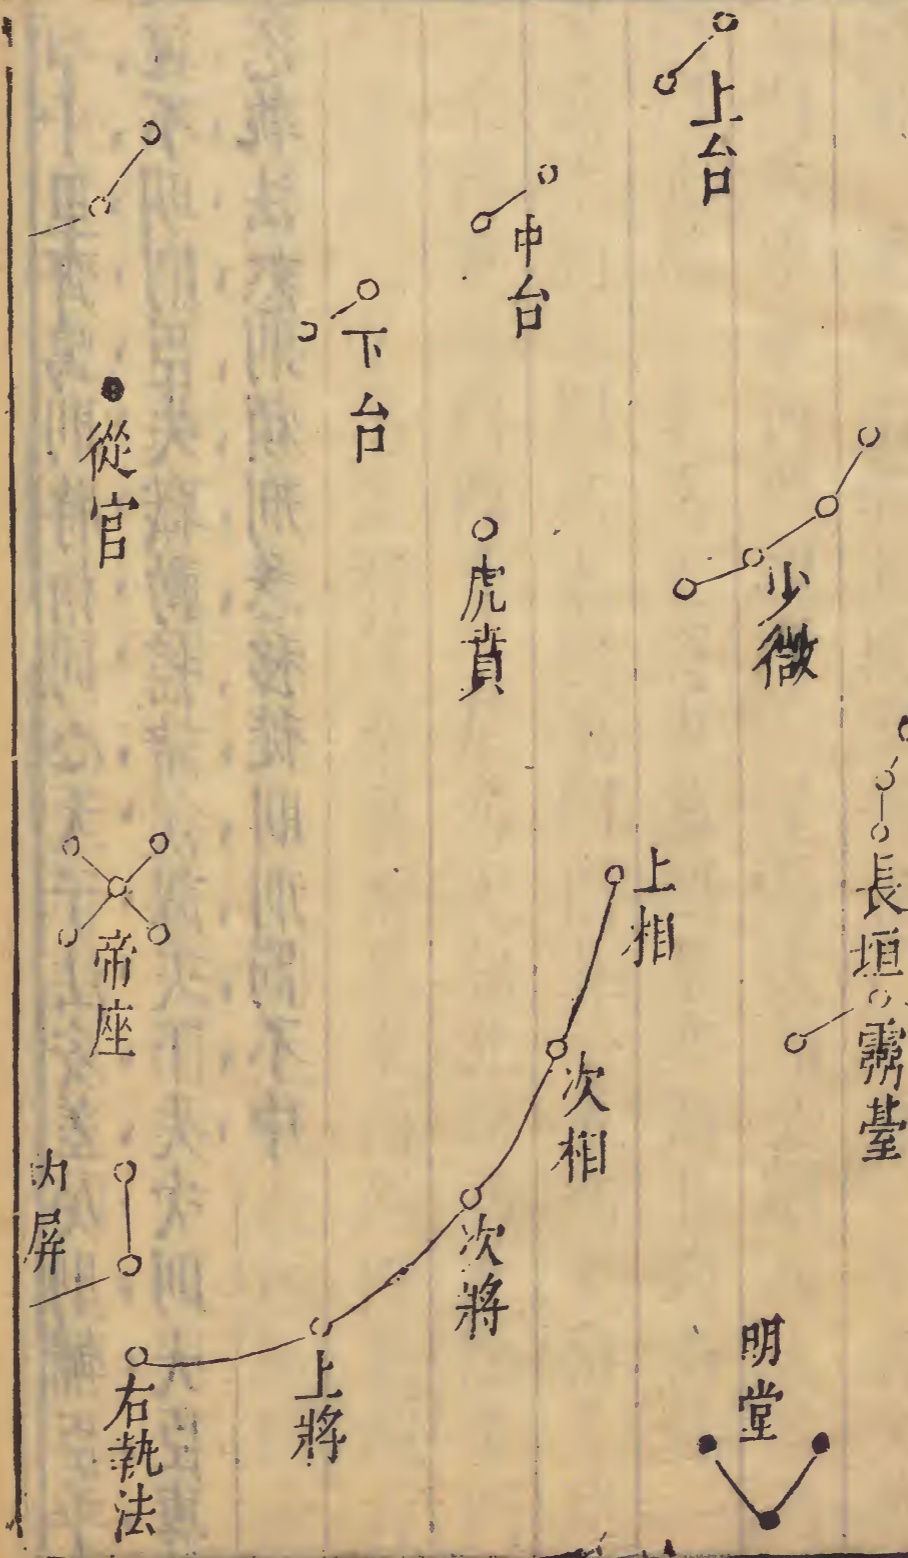 上台
中台
下台
從官
虎賁
少微
長垣
靈臺
上相
次相
次將
上將
右執法
帝座
内屏
明堂